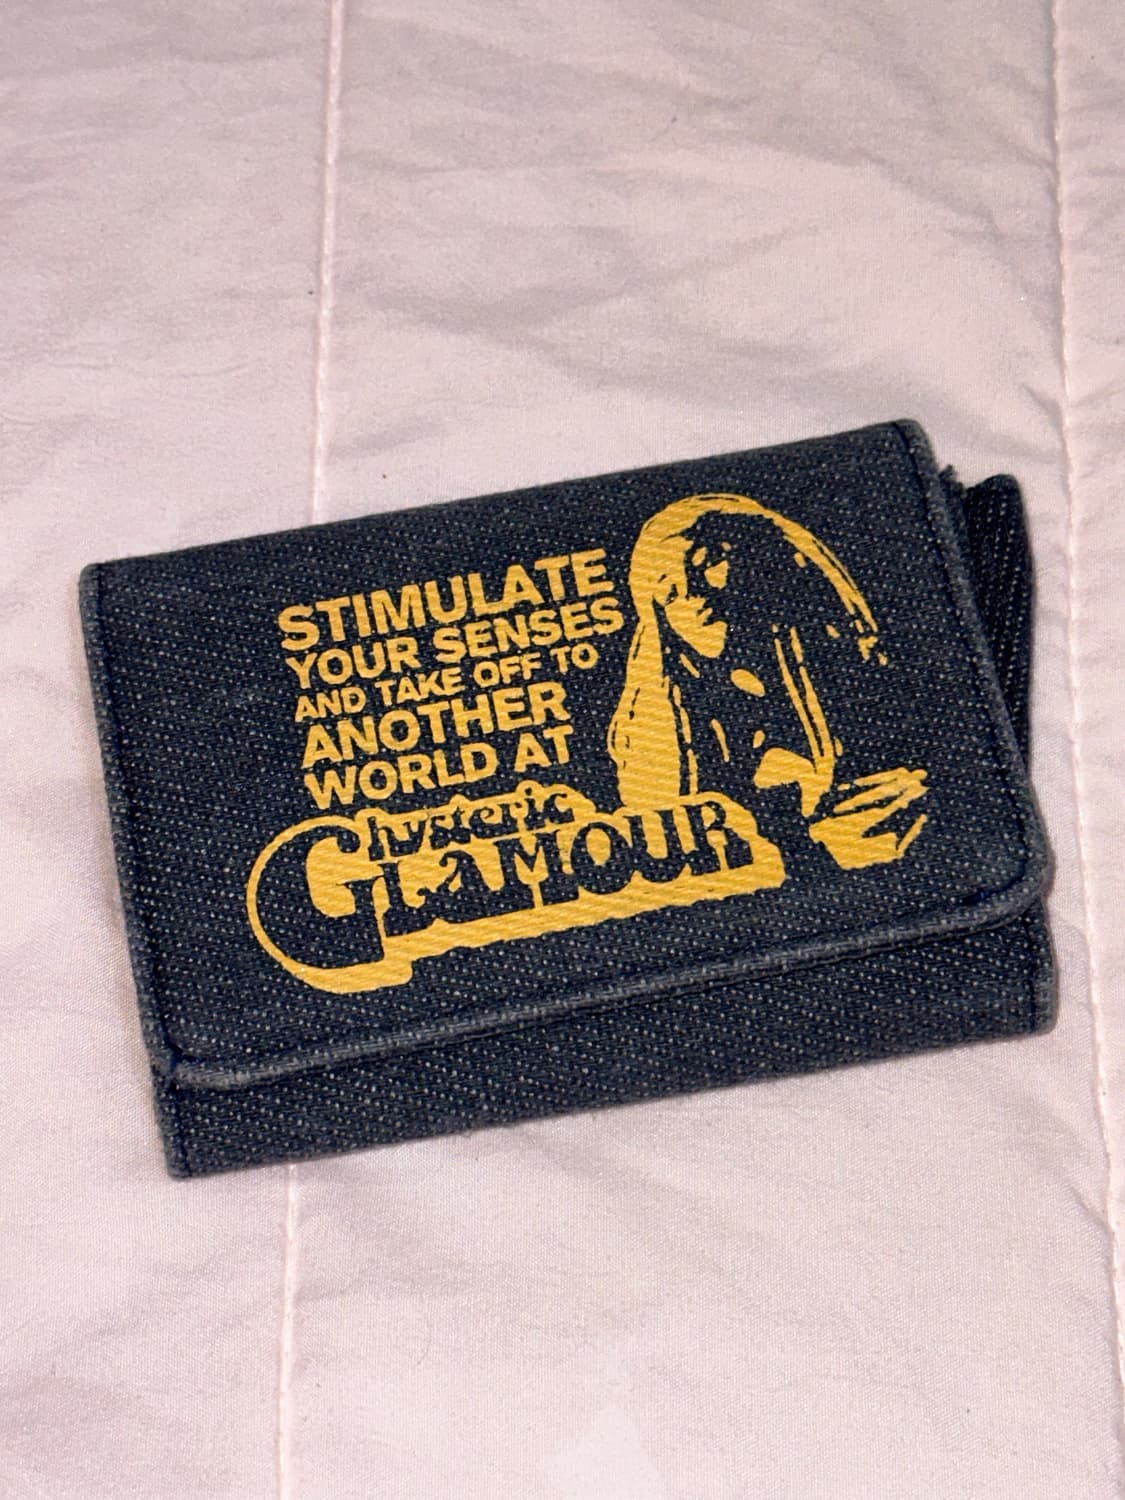 STIMULATE
YOUR SENSES
AND TAKE OFF TO
ANOTHER
WORLD AT
hysteric
GLAMOUR